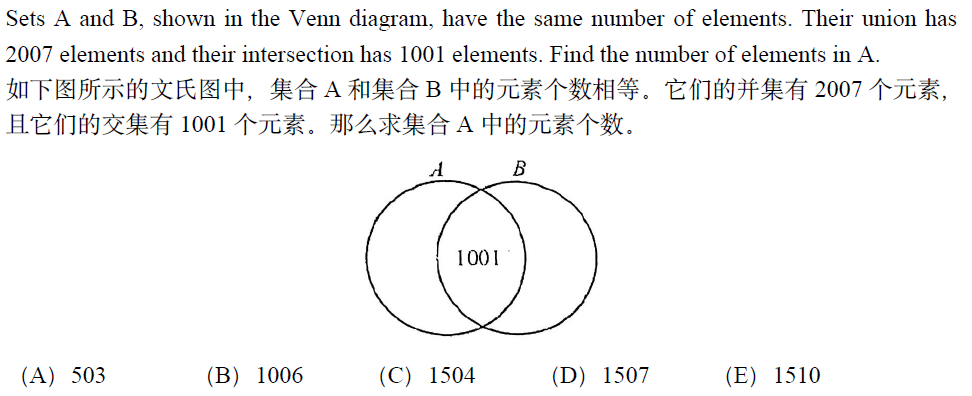 Sets A and B, shown in the Venn diagram, have the same number of elements. Their union has
2007 elements and their intersection has 1001 elements. Find the number of elements in A.
如下图所示的文氏图中，集合 A 和集合 B 中的元素个数相等。它们的并集有 2007 个元素，
且它们的交集有 1001 个元素。那么求集合 A 中的元素个数。
A B
1001
（A）503 （B）1006 （C）1504 （D）1507 （E）1510